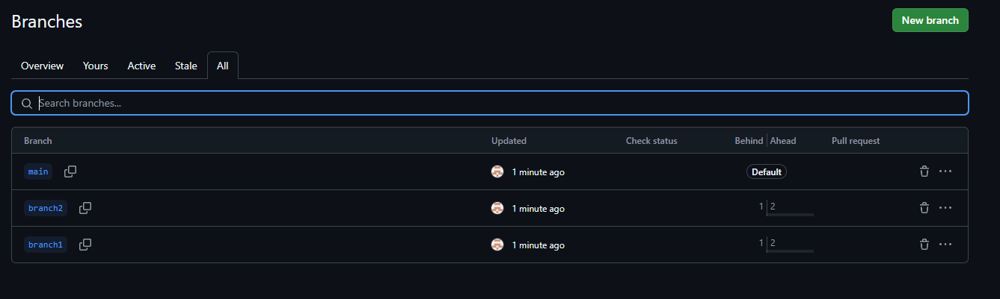 Branches
New branch
Overview Yours Active Stale All
Search branches...
Branch Updated Check status Behind Ahead Pull request
main 1 minute ago Default
branch2 1 minute ago 1 2
branch1 1 minute ago 1 2